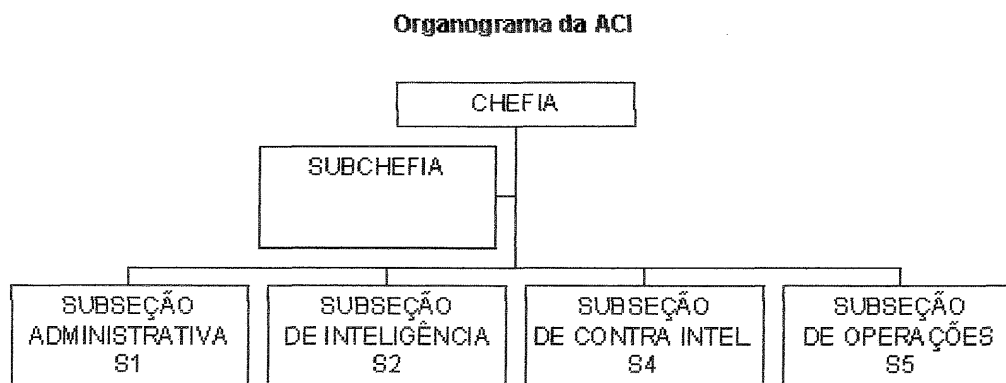 Organograma da ACI
CHEFIA
SUBCHEFIA
SUBSEÇÃO
ADMINISTRATIVA
S1
SUBSEÇÃO
DE INTELIGÊNCIA
S2
SUBSEÇÃO
DE CONTRA INTEL
S4
SUBSEÇÃO
DE OPERAÇÕES
S5